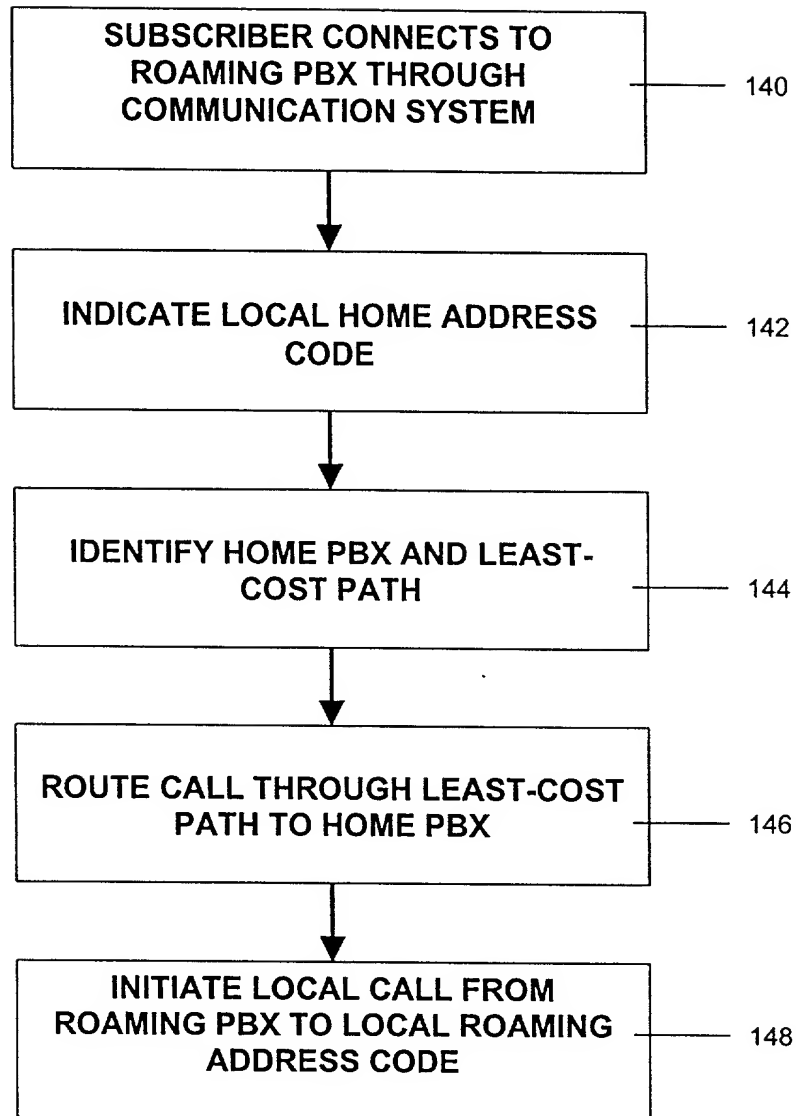 SUBSCRIBER CONNECTS TO
ROAMING PBX THROUGH
COMMUNICATION SYSTEM
140
INDICATE LOCAL HOME ADDRESS
CODE
142
IDENTIFY HOME PBX AND LEAST-
COST PATH
144
ROUTE CALL THROUGH LEAST-COST
PATH TO HOME PBX
146
INITIATE LOCAL CALL FROM
ROAMING PBX TO LOCAL ROAMING
ADDRESS CODE
148